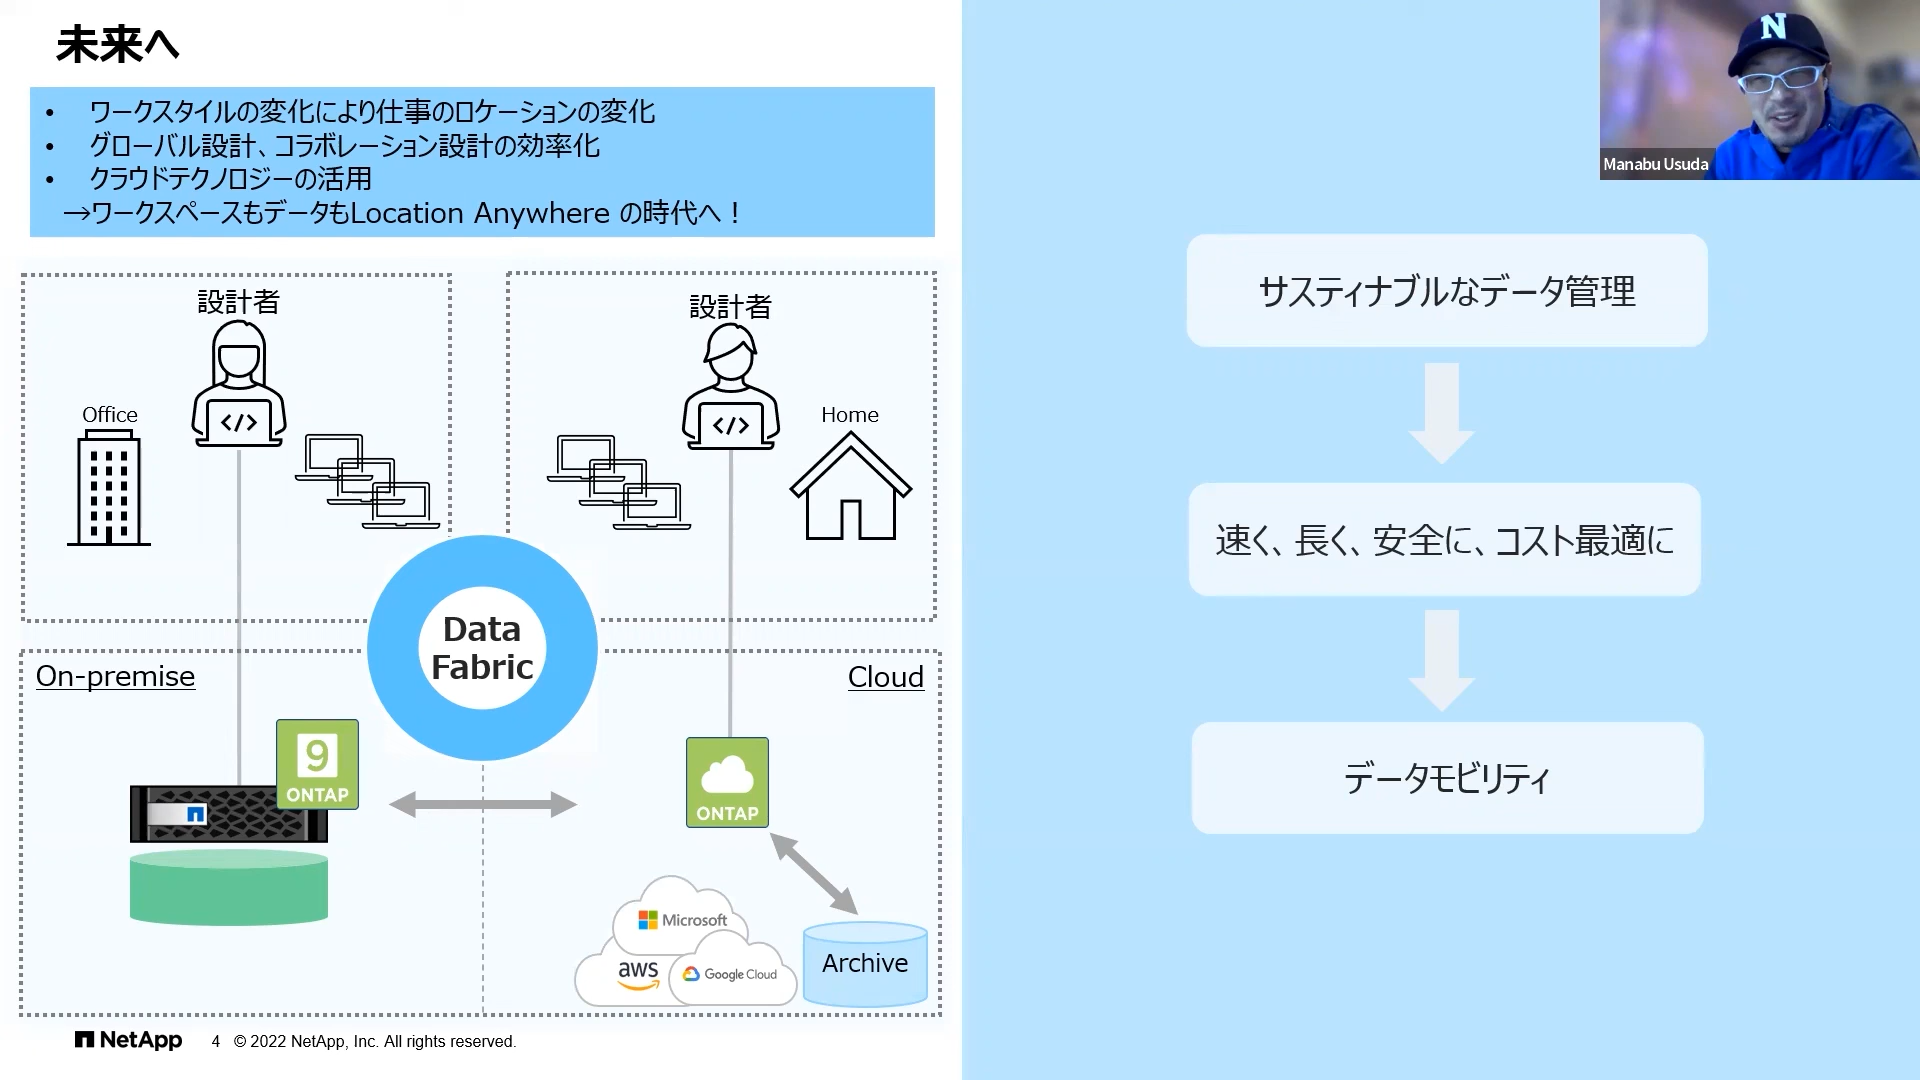 未来へ
• ワークスタイルの変化により仕事のロケーションの変化
• グローバル設計、コラボレーション設計の効率化
• クラウドテクノロジーの活用
→ワークスペースもデータもLocation Anywhere の時代へ！
設計者
設計者
Office
</>
</>
Home
Data
Fabric
On-premise
Cloud
9
ONTAP
ONTAP
Microsoft
aws
Google Cloud
Archive
NetApp 4 © 2022 NetApp, Inc. All rights reserved.
N
Manabu Usuda
サスティナブルなデータ管理
速く、長く、安全に、コスト最適に
データモビリティ